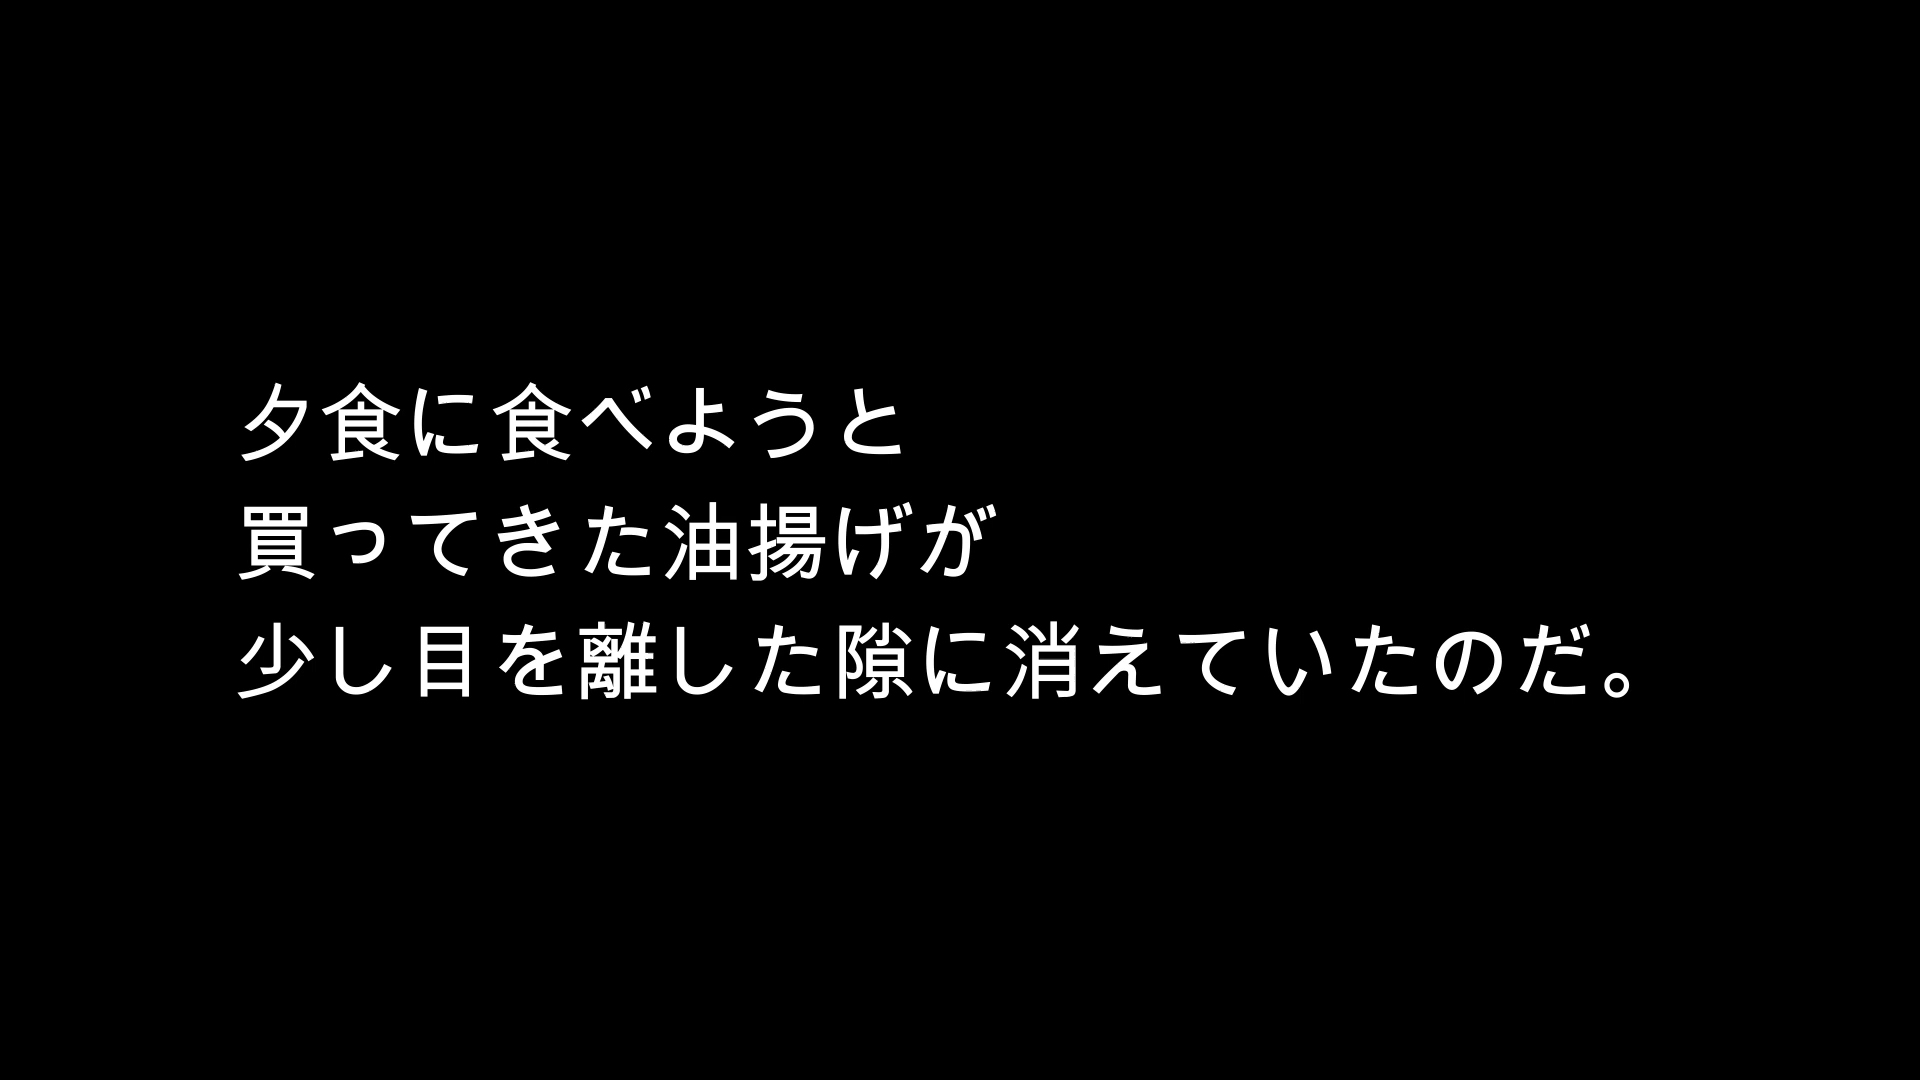 夕食に食べようと
買ってきた油揚げが
少し目を離した隙に消えていたのだ。